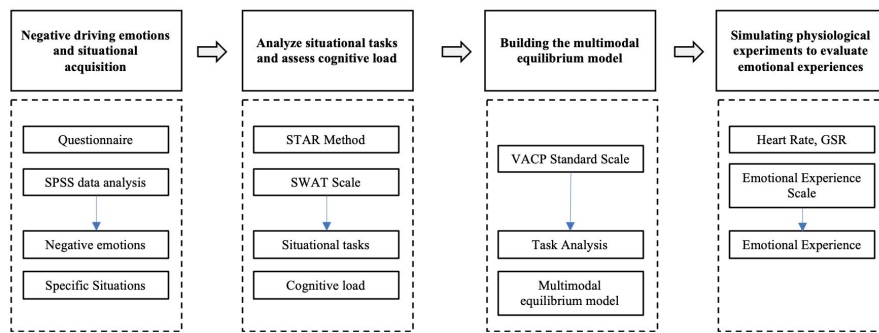 Negative driving emotions
and situational
acquisition
Analyze situational tasks
and assess cognitive load
Building the multimodal
equilibrium model
Simulating physiological
experiments to evaluate
emotional experiences
Questionnaire
SPSS data analysis
Negative emotions
Specific Situations
STAR Method
SWAT Scale
Situational tasks
Cognitive load
VACP Standard Scale
Task Analysis
Multimodal
equilibrium model
Heart Rate, GSR
Emotional Experience
Scale
Emotional Experience